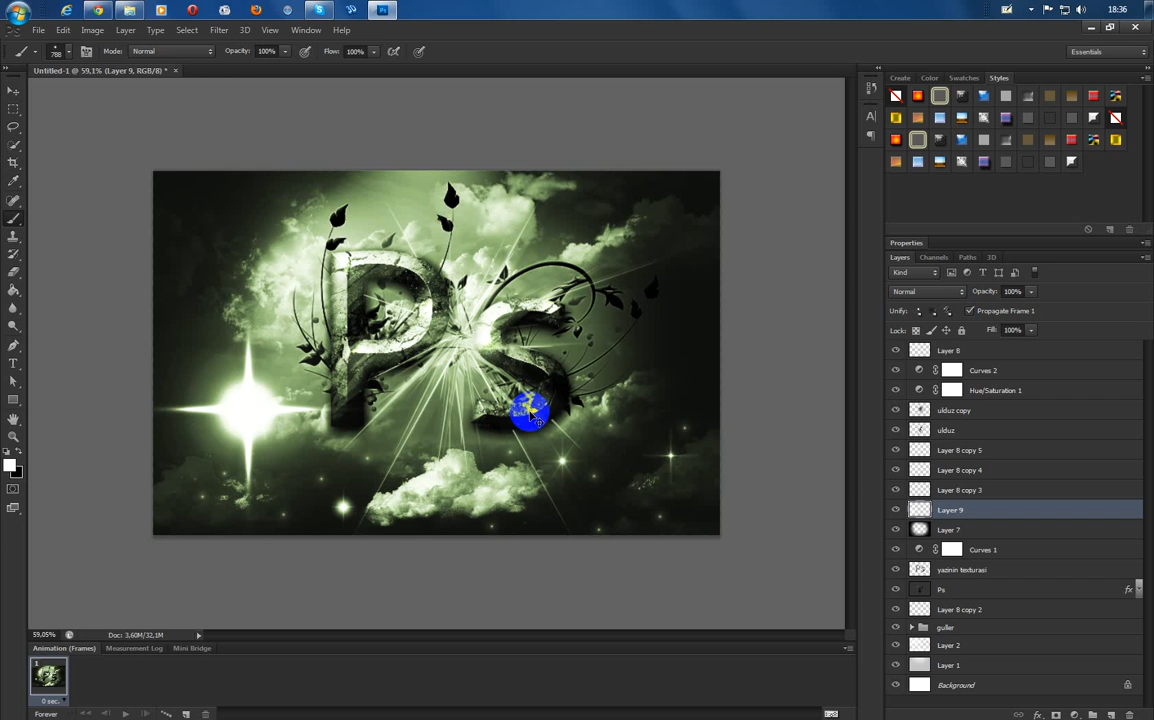 18:36
File Edit Image Layer Type Select Filter 3D View Window Help
788 Mode: Normal Opacity: 100% Flow: 100% Essentials
Untitled-1 @ 59,1% (Layer 9, RGB/8) * ×
Create Color Swatches Styles
Properties
Layers Channels Paths 3D
Kind
Normal Opacity: 100%
Unify: Propagate Frame 1
Lock: Fill: 100%
Layer 8
Curves 2
Hue/Saturation 1
ulduz copy
ulduz
Layer 8 copy 5
Layer 8 copy 4
Layer 8 copy 3
Layer 9
Layer 7
Curves 1
yazinin texturasi
Ps
Layer 8 copy 2
guller
Layer 2
Layer 1
Background
PS
59,05% Doc: 3,60M/32,1M
Animation (Frames) Measurement Log Mini Bridge
1
0 sec.
Forever